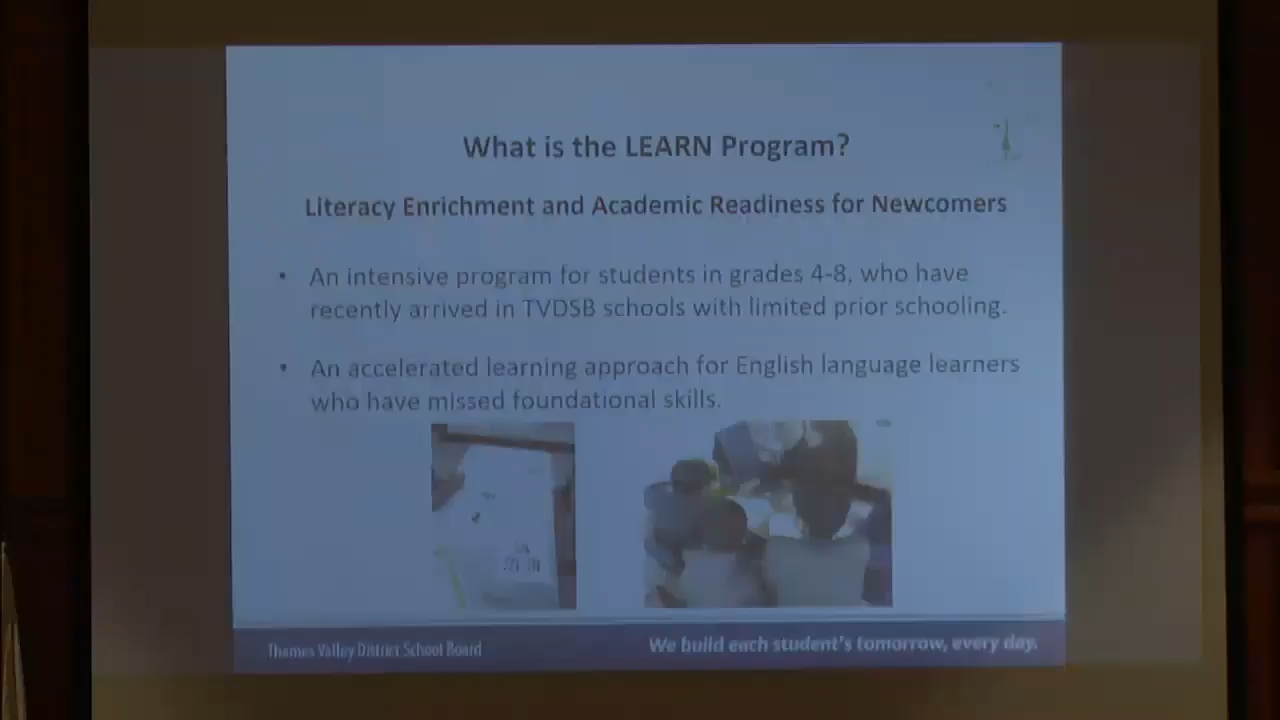 What is the LEARN Program?
Literacy Enrichment and Academic Readiness for Newcomers
• An intensive program for students in grades 4-8, who have
recently arrived in TVDSB schools with limited prior schooling.
• An accelerated learning approach for English language learners
who have missed foundational skills.
Thames Valley District School Board
We build each student's tomorrow, every day.